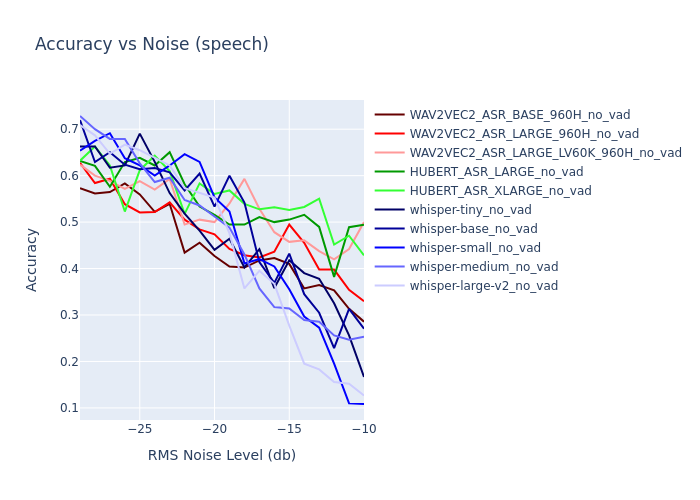 Accuracy vs Noise (speech)
0.7
0.6
0.5
0.4
0.3
0.2
0.1
Accuracy
−25
−20
−15
−10
RMS Noise Level (db)
WAV2VEC2_ASR_BASE_960H_no_vad
WAV2VEC2_ASR_LARGE_960H_no_vad
WAV2VEC2_ASR_LARGE_LV60K_960H_no_vad
HUBERT_ASR_LARGE_no_vad
HUBERT_ASR_XLARGE_no_vad
whisper-tiny_no_vad
whisper-base_no_vad
whisper-small_no_vad
whisper-medium_no_vad
whisper-large-v2_no_vad